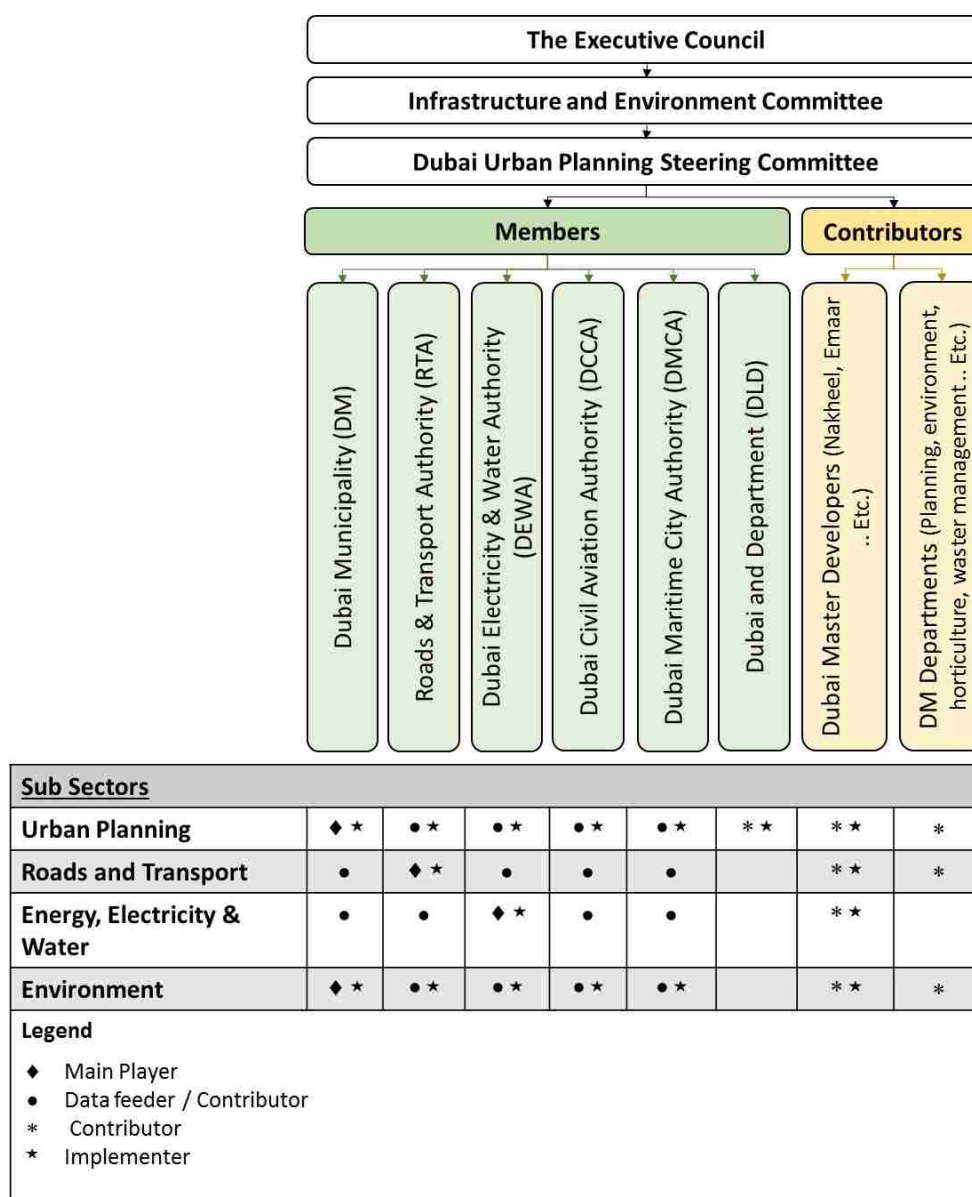 The Executive Council
Infrastructure and Environment Committee
Dubai Urban Planning Steering Committee
Members
Contributors
Dubai Municipality (DM)
Roads & Transport Authority (RTA)
Dubai Electricity & Water Authority
(DEWA)
Dubai Civil Aviation Authority (DCCA)
Dubai Maritime City Authority (DMCA)
Dubai and Department (DLD)
Dubai Master Developers (Nakheel, Emaar
.. Etc.)
DM Departments (Planning, environment,
horticulture, waster management .. Etc.)
Sub Sectors
Urban Planning ♦ ★ ● ★ ● ★ ● ★ ● ★ * ★ * ★ *
Roads and Transport ● ♦ ★ ● ● ● * ★ *
Energy, Electricity &
Water ● ● ♦ ★ ● ● * ★
Environment ♦ ★ ● ★ ● ★ ● ★ ● ★ * ★ *
Legend
♦ Main Player
● Data feeder / Contributor
* Contributor
★ Implementer